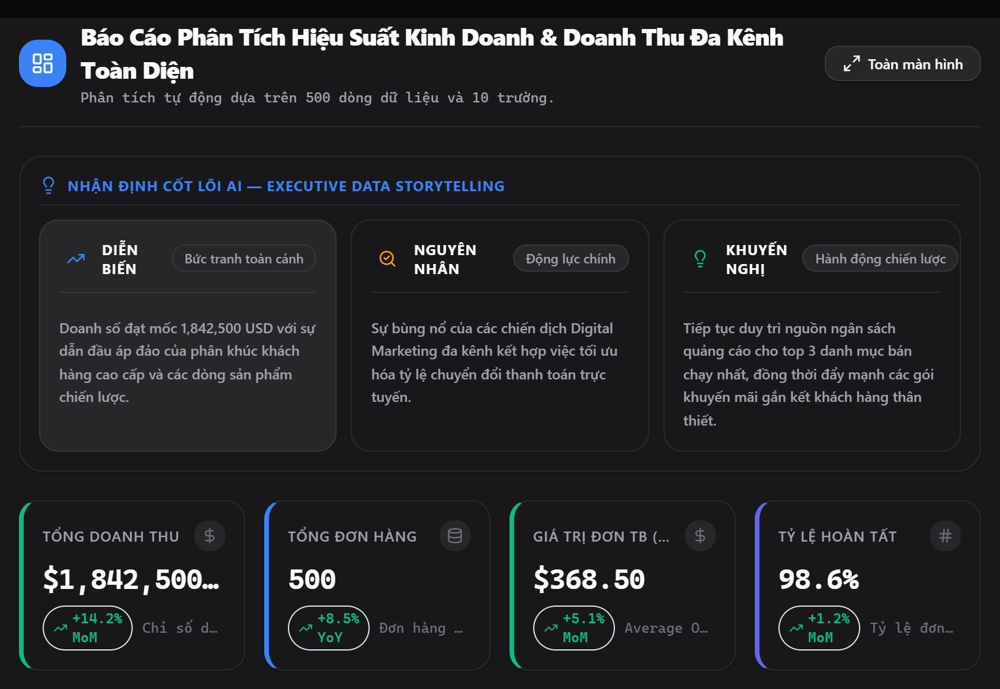 Báo Cáo Phân Tích Hiệu Suất Kinh Doanh & Doanh Thu Đa Kênh
Toàn Diện
Phân tích tự động dựa trên 500 dòng dữ liệu và 10 trường.
Toàn màn hình
NHẬN ĐỊNH CỐT LÕI AI — EXECUTIVE DATA STORYTELLING
DIỄN
BIẾN
Bức tranh toàn cảnh
Doanh số đạt mốc 1,842,500 USD với sự
dẫn đầu áp đảo của phân khúc khách
hàng cao cấp và các dòng sản phẩm
chiến lược.
NGUYÊN
NHÂN
Động lực chính
Sự bùng nổ của các chiến dịch Digital
Marketing đa kênh kết hợp việc tối ưu
hóa tỷ lệ chuyển đổi thanh toán trực
tuyến.
KHUYẾN
NGHỊ
Hành động chiến lược
Tiếp tục duy trì nguồn ngân sách
quảng cáo cho top 3 danh mục bán
chạy nhất, đồng thời đẩy mạnh các gói
khuyến mãi gắn kết khách hàng thân
thiết.
TỔNG DOANH THU
$1,842,500…
+14.2%
MoM
Chỉ số d…
TỔNG ĐƠN HÀNG
500
+8.5%
YoY
Đơn hàng …
GIÁ TRỊ ĐƠN TB (...
$368.50
+5.1%
MoM
Average O…
TỶ LỆ HOÀN TẤT
98.6%
+1.2%
MoM
Tỷ lệ đơn…